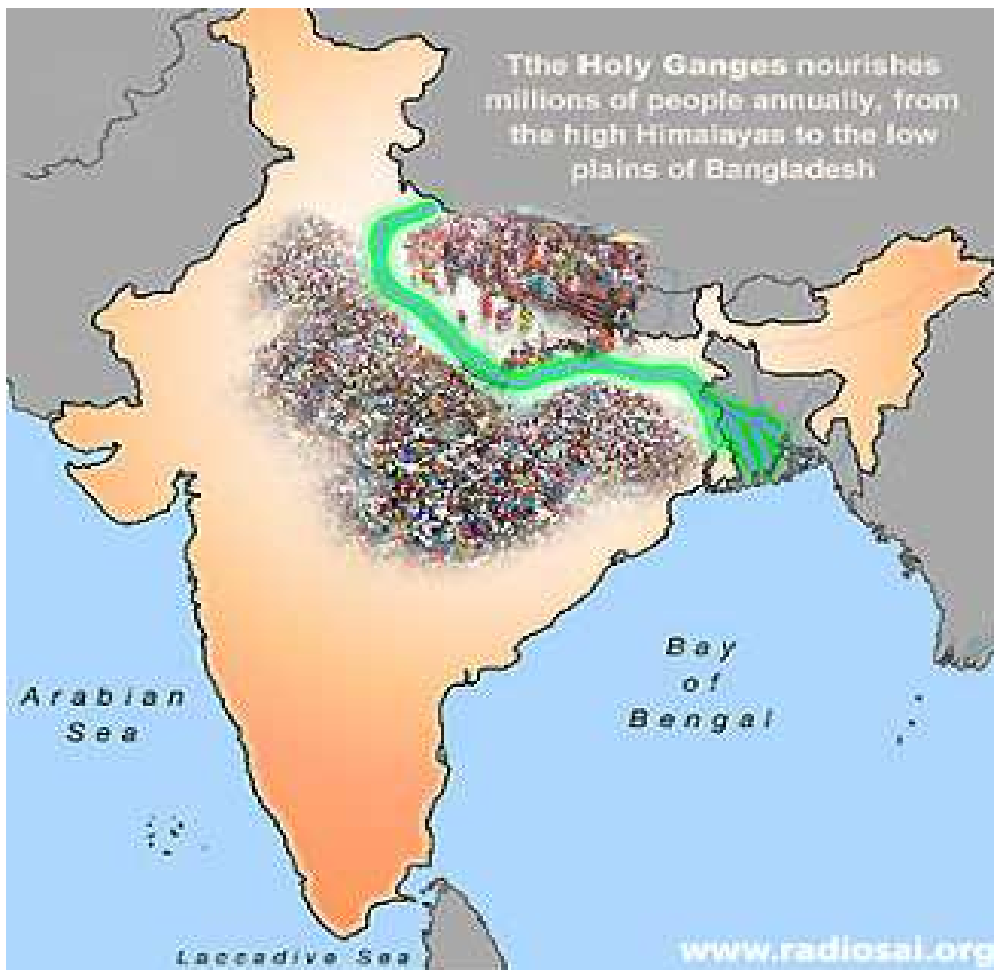 Tthe Holy Ganges nourishes
millions of people annually, from
the high Himalayas to the low
plains of Bangladesh
Bay
of
Bengal
Arabian
Sea
Laccadive Sea
www.radiosai.org